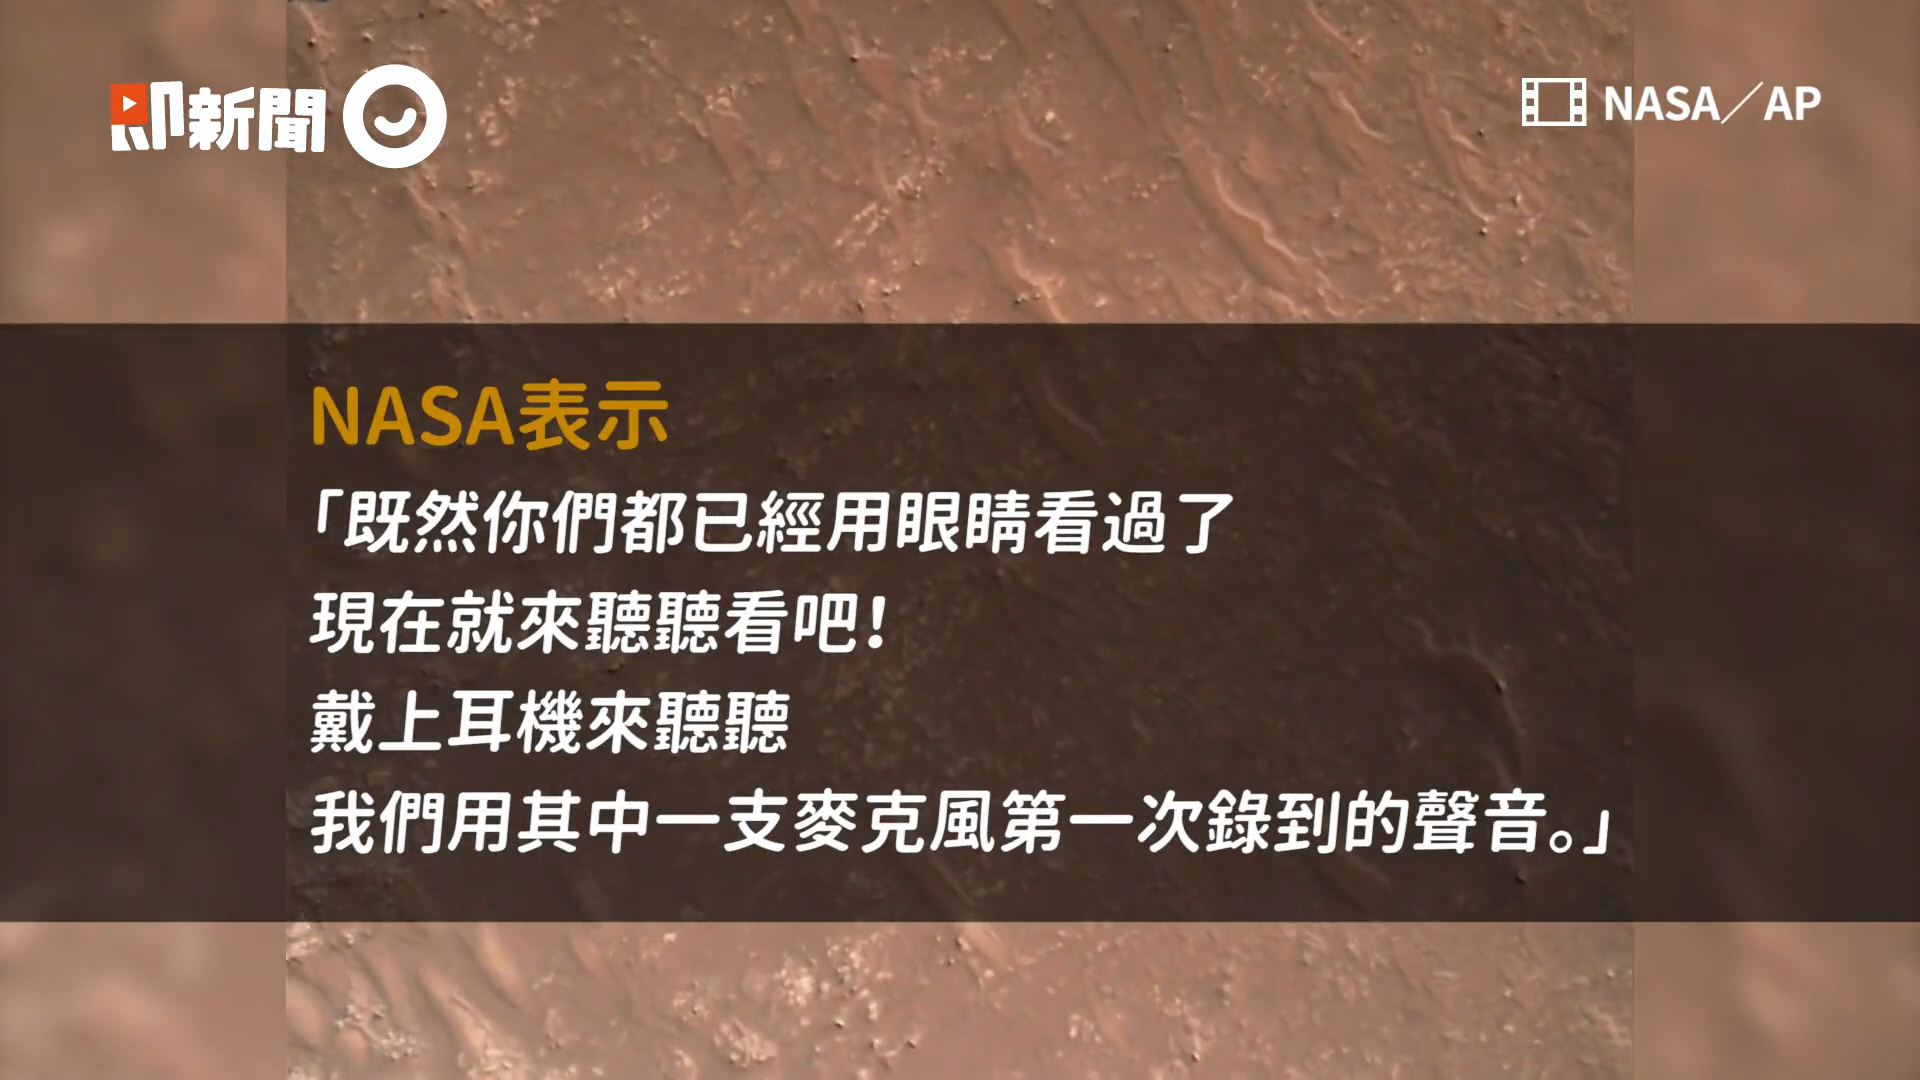 即新聞
NASA／AP
NASA表示
「既然你們都已經用眼睛看過了
現在就來聽聽看吧！
戴上耳機來聽聽
我們用其中一支麥克風第一次錄到的聲音。」